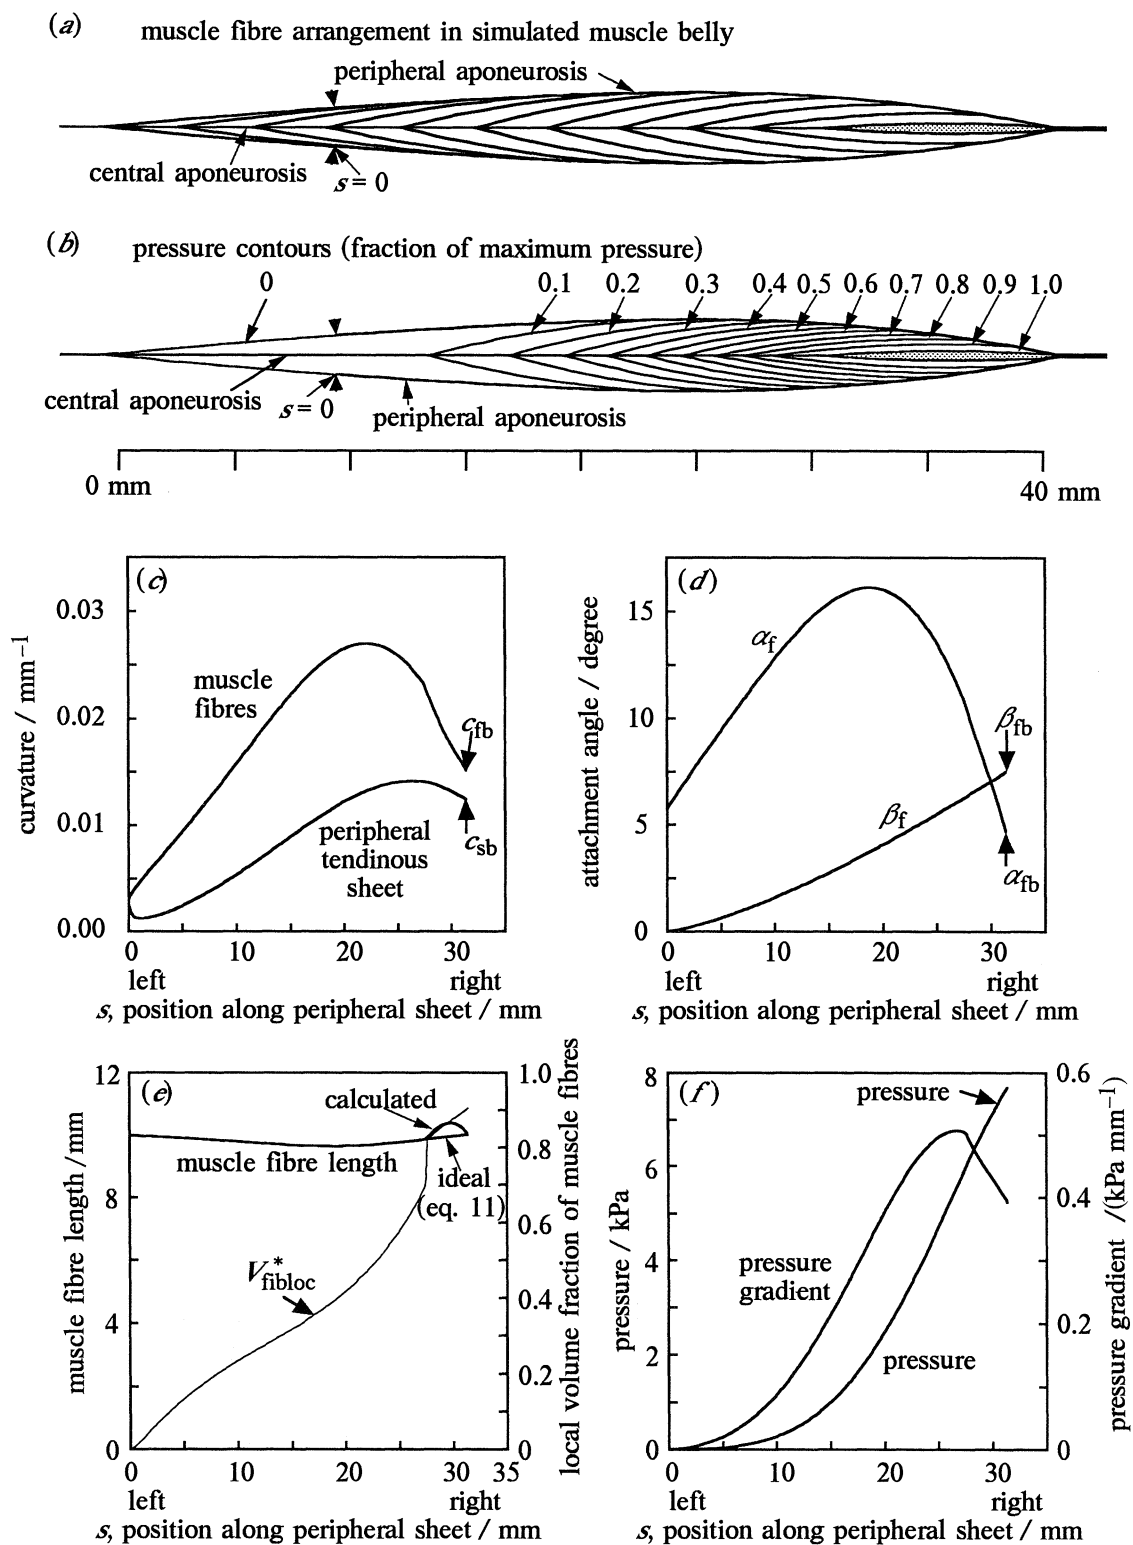 (a) muscle fibre arrangement in simulated muscle belly
peripheral aponeurosis
central aponeurosis
s = 0
(b) pressure contours (fraction of maximum pressure)
0 0.1 0.2 0.3 0.4 0.5 0.6 0.7 0.8 0.9 1.0
central aponeurosis
s = 0
peripheral aponeurosis
0 mm 40 mm
(c)
curvature / mm⁻¹
0.03
0.02
0.01
0.00
muscle
fibres
c_fb
peripheral
tendinous
sheet
c_sb
0 10 20 30
left right
s, position along peripheral sheet / mm
(d)
attachment angle / degree
15
10
5
0
α_f
β_fb
β_f
α_fb
0 10 20 30
left right
s, position along peripheral sheet / mm
(e)
muscle fibre length /mm
12
8
4
0
calculated
muscle fibre length
ideal
(eq. 11)
V*_fibloc
local volume fraction of muscle fibres
1.0
0.8
0.6
0.4
0.2
0
0 10 20 30 35
left right
s, position along peripheral sheet / mm
(f)
pressure / kPa
8
6
4
2
0
pressure
pressure
gradient
pressure
pressure gradient /(kPa mm⁻¹)
0.6
0.4
0.2
0
0 10 20 30
left right
s, position along peripheral sheet / mm